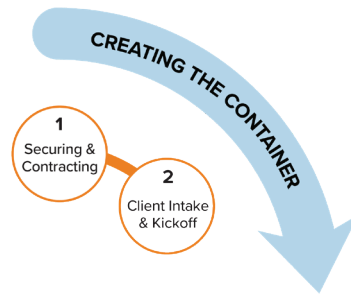 CREATING THE CONTAINER
1
Securing &
Contracting
2
Client Intake
& Kickoff